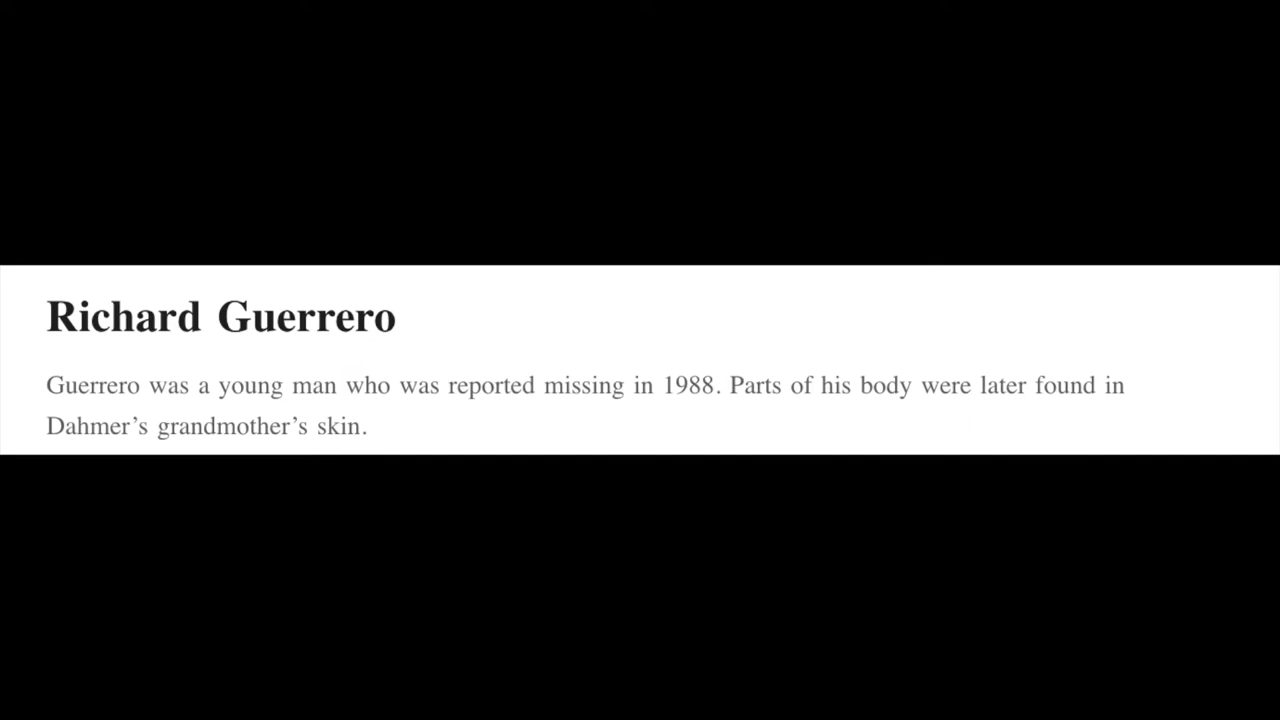 Richard Guerrero
Guerrero was a young man who was reported missing in 1988. Parts of his body were later found in
Dahmer’s grandmother’s skin.